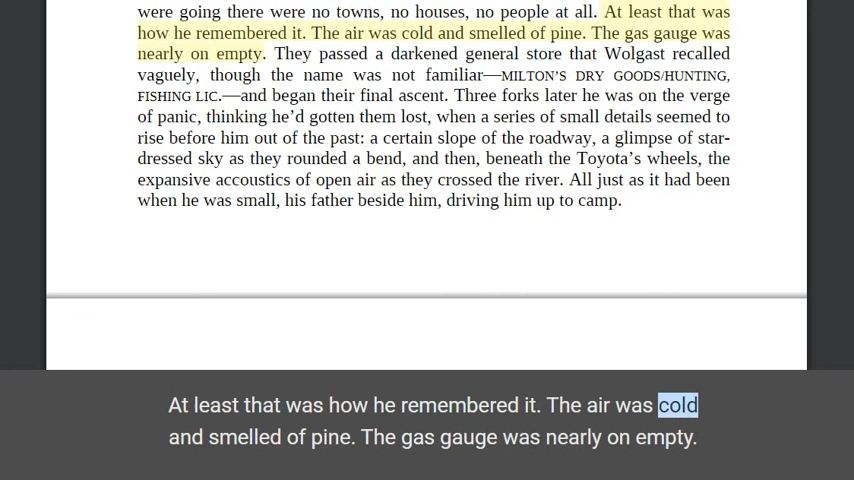 were going there were no towns, no houses, no people at all. At least that was
how he remembered it. The air was cold and smelled of pine. The gas gauge was
nearly on empty. They passed a darkened general store that Wolgast recalled
vaguely, though the name was not familiar—MILTON'S DRY GOODS/HUNTING,
FISHING LIC.—and began their final ascent. Three forks later he was on the verge
of panic, thinking he'd gotten them lost, when a series of small details seemed to
rise before him out of the past: a certain slope of the roadway, a glimpse of star-
dressed sky as they rounded a bend, and then, beneath the Toyota's wheels, the
expansive accoustics of open air as they crossed the river. All just as it had been
when he was small, his father beside him, driving him up to camp.
At least that was how he remembered it. The air was cold
and smelled of pine. The gas gauge was nearly on empty.